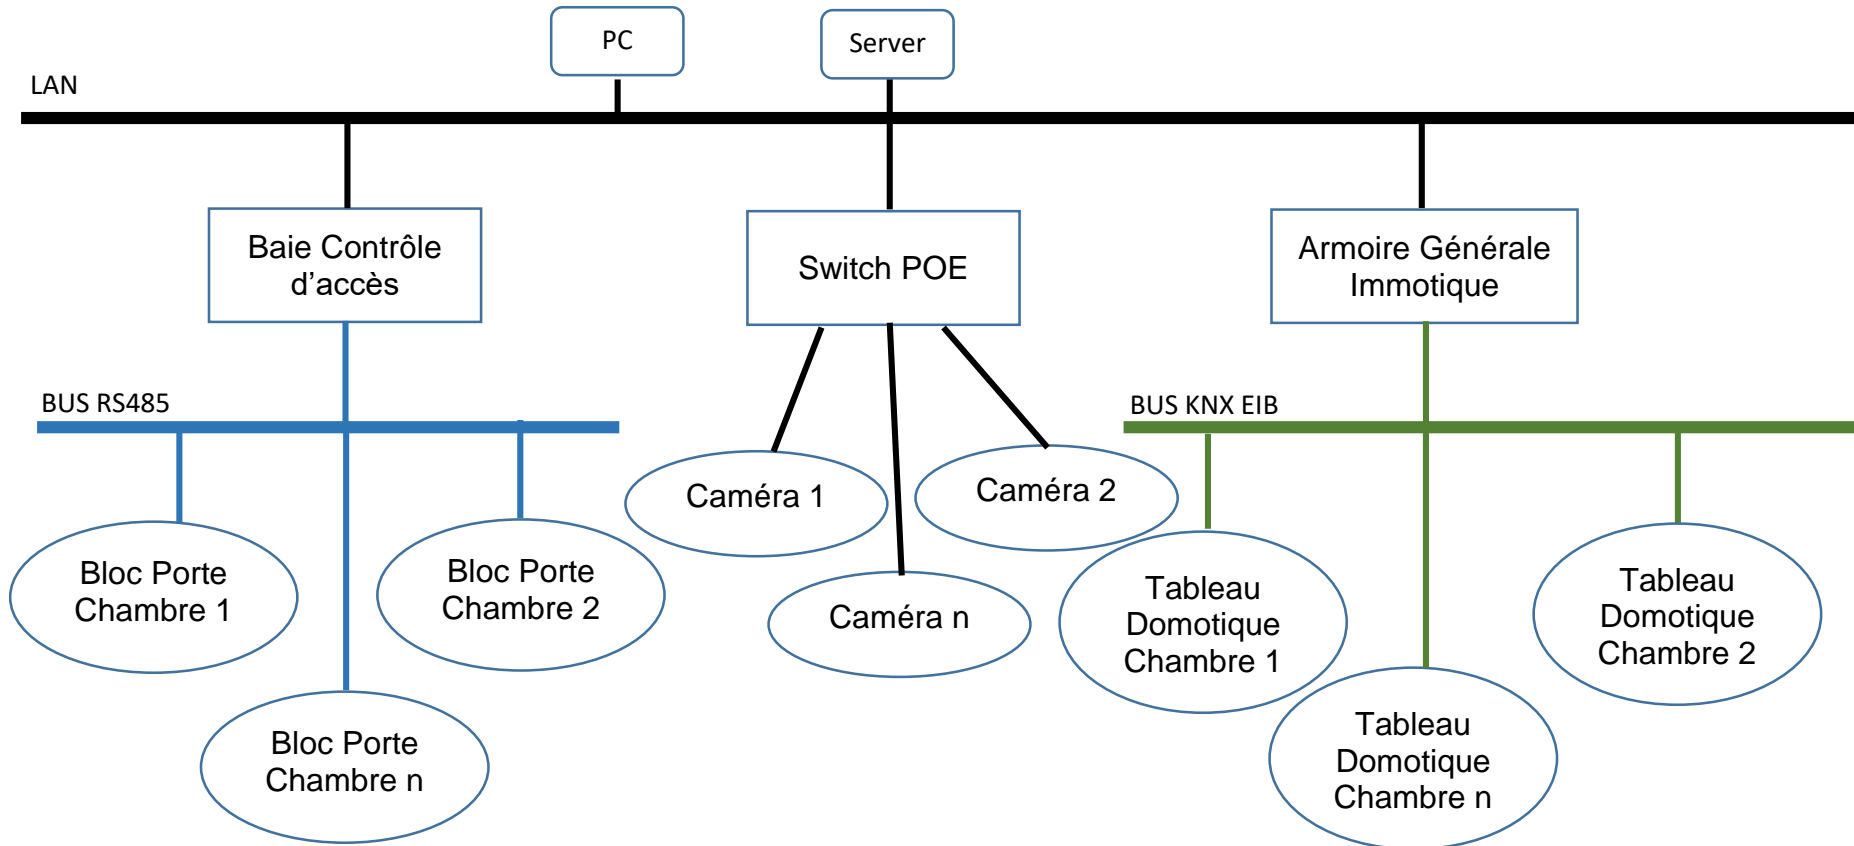 PC
Server
LAN
Baie Contrôle
d’accès
Switch POE
Armoire Générale
Immotique
BUS RS485
BUS KNX EIB
Bloc Porte
Chambre 1
Bloc Porte
Chambre 2
Bloc Porte
Chambre n
Caméra 1
Caméra 2
Caméra n
Tableau
Domotique
Chambre 1
Tableau
Domotique
Chambre 2
Tableau
Domotique
Chambre n